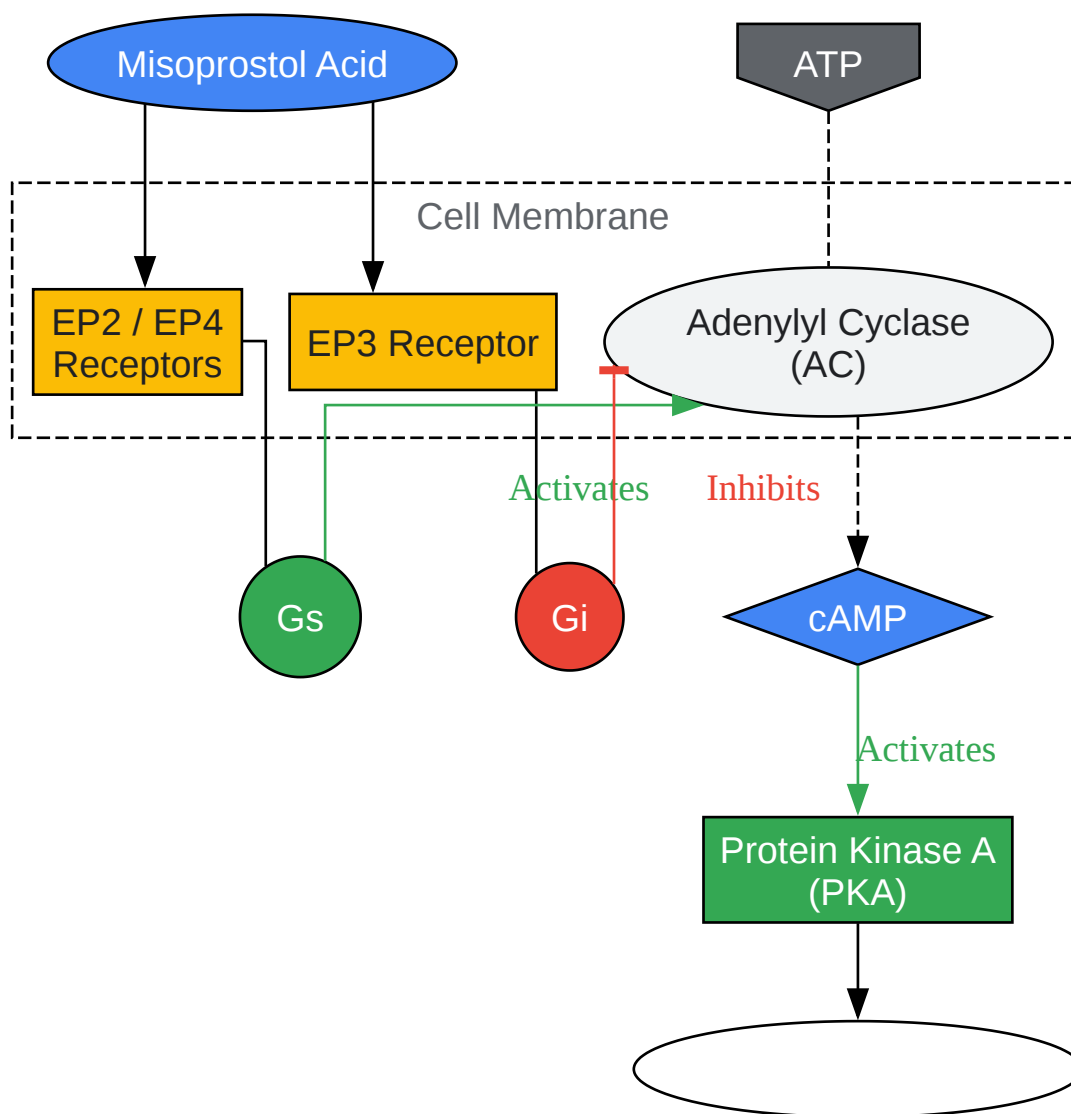 Misoprostol Acid
ATP
Cell Membrane
EP2 / EP4
Receptors
EP3 Receptor
Adenylyl Cyclase
(AC)
Activates
Inhibits
Gs
Gi
cAMP
Activates
Protein Kinase A
(PKA)